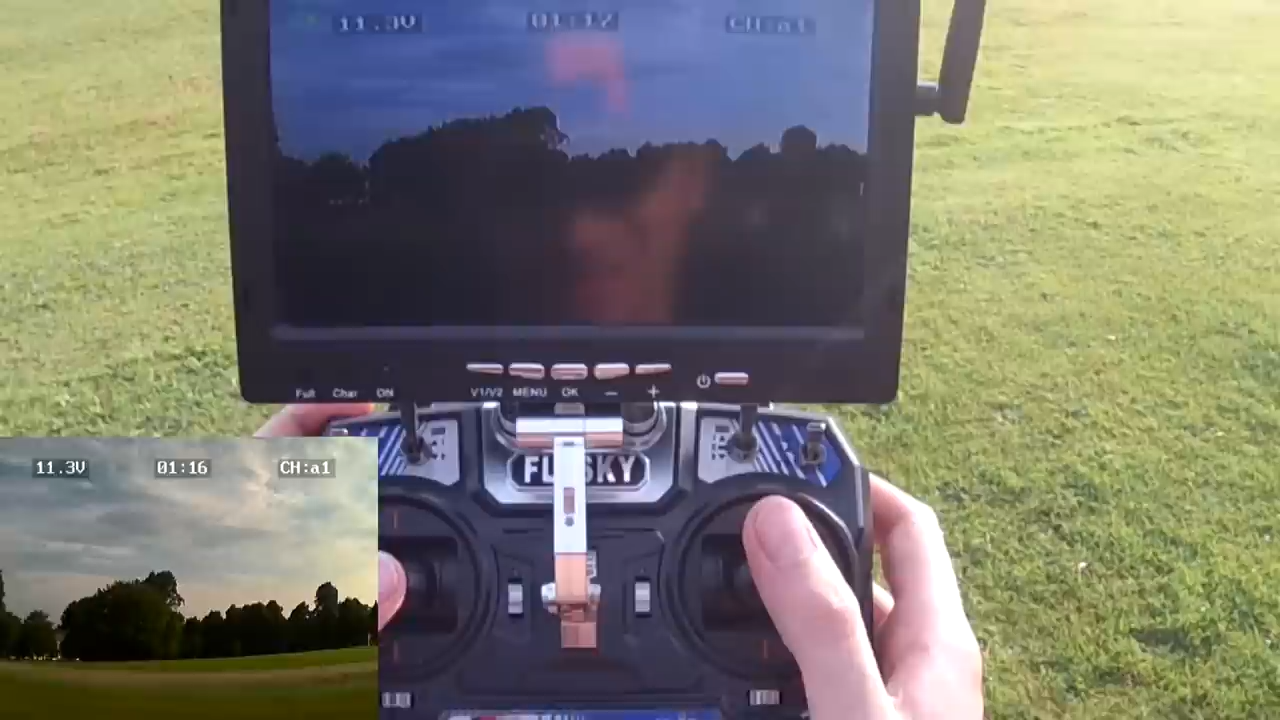 11.3V 01:17 CH:a1
Full Char ON V1/V2 MENU OK − +
FLYSKY
11.3V 01:16 CH:a1